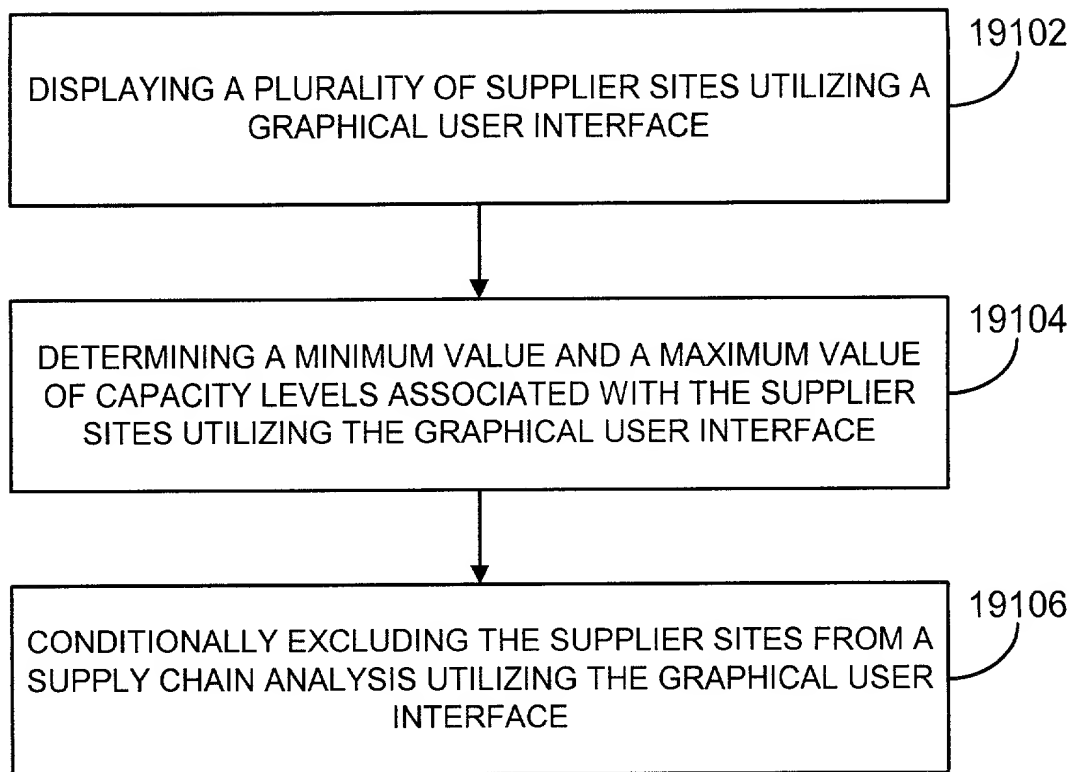 19102
DISPLAYING A PLURALITY OF SUPPLIER SITES UTILIZING A
GRAPHICAL USER INTERFACE
19104
DETERMINING A MINIMUM VALUE AND A MAXIMUM VALUE
OF CAPACITY LEVELS ASSOCIATED WITH THE SUPPLIER
SITES UTILIZING THE GRAPHICAL USER INTERFACE
19106
CONDITIONALLY EXCLUDING THE SUPPLIER SITES FROM A
SUPPLY CHAIN ANALYSIS UTILIZING THE GRAPHICAL USER
INTERFACE